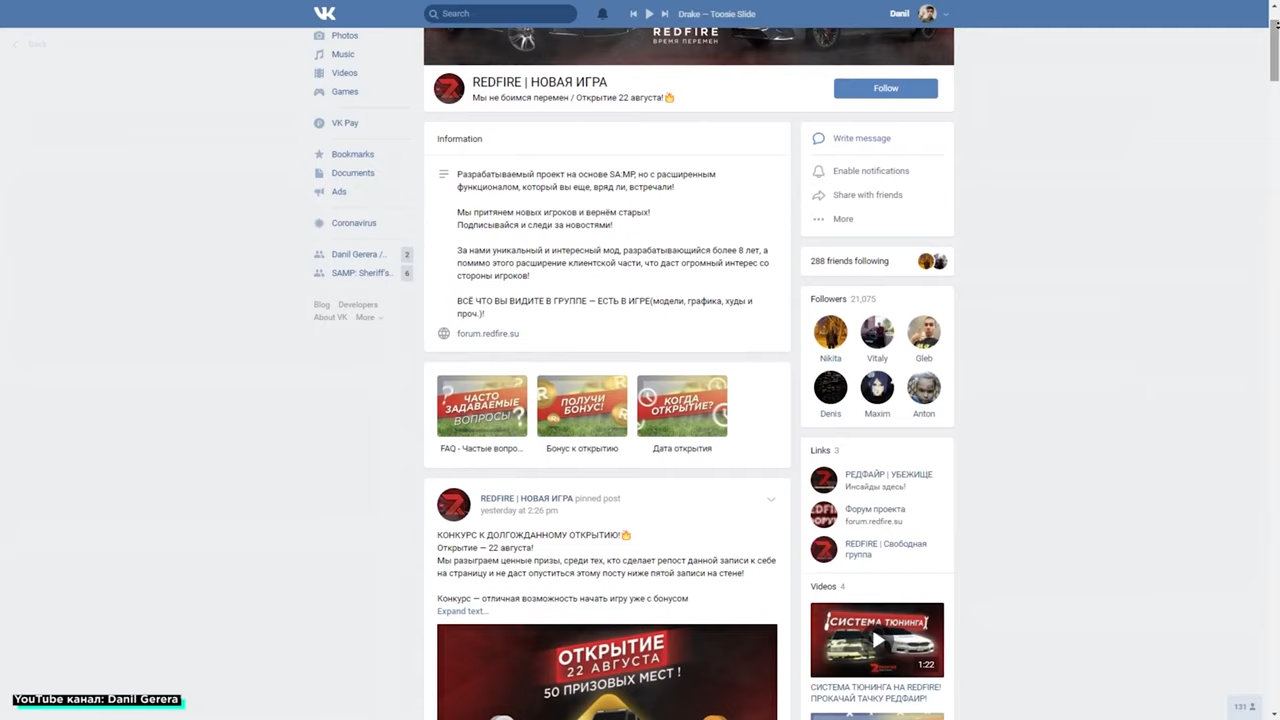 Search
Drake — Toosie Slide
Danil
Back
Photos
Music
Videos
Games
VK Pay
Bookmarks
Documents
Ads
Coronavirus
Danil Gerera /..
2
SAMP: Sheriff's..
6
Blog Developers
About VK More
REDFIRE
ВРЕМЯ ПЕРЕМЕН
REDFIRE | НОВАЯ ИГРА
Мы не боимся перемен / Открытие 22 августа!🔥
Follow
Information
Разрабатываемый проект на основе SA:MP, но с расширенным
функционалом, который вы еще, вряд ли, встречали!
Мы притянем новых игроков и вернём старых!
Подписывайся и следи за новостями!
За нами уникальный и интересный мод, разрабатывающийся более 8 лет, а
помимо этого расширение клиентской части, что даст огромный интерес со
стороны игроков!
ВСЁ ЧТО ВЫ ВИДИТЕ В ГРУППЕ — ЕСТЬ В ИГРЕ(модели, графика, худы и
проч.)!
forum.redfire.su
ЧАСТО
ЗАДАВАЕМЫЕ
ВОПРОСЫ
FAQ - Частые вопро...
ПОЛУЧИ
БОНУС!
Бонус к открытию
КОГДА
ОТКРЫТИЕ?
Дата открытия
REDFIRE | НОВАЯ ИГРА pinned post
yesterday at 2:26 pm
КОНКУРС К ДОЛГОЖДАННОМУ ОТКРЫТИЮ!🔥
Открытие — 22 августа!
Мы разыграем ценные призы, среди тех, кто сделает репост данной записи к себе
на страницу и не даст опуститься этому посту ниже пятой записи на стене!
Конкурс — отличная возможность начать игру уже с бонусом
Expand text...
ОТКРЫТИЕ
22 АВГУСТА
50 ПРИЗОВЫХ МЕСТ !
Write message
Enable notifications
Share with friends
More
288 friends following
Followers 21,075
Nikita
Vitaly
Gleb
Denis
Maxim
Anton
Links 3
РЕДФАЙР | УБЕЖИЩЕ
Инсайды здесь!
Форум проекта
forum.redfire.su
REDFIRE | Свободная
группа
Videos 4
СИСТЕМА ТЮНИНГА
REDFIRE
1:22
СИСТЕМА ТЮНИНГА НА REDFIRE!
ПРОКАЧАЙ ТАЧКУ РЕДФАЙР!
131
YouTube канал: Danil Gerara